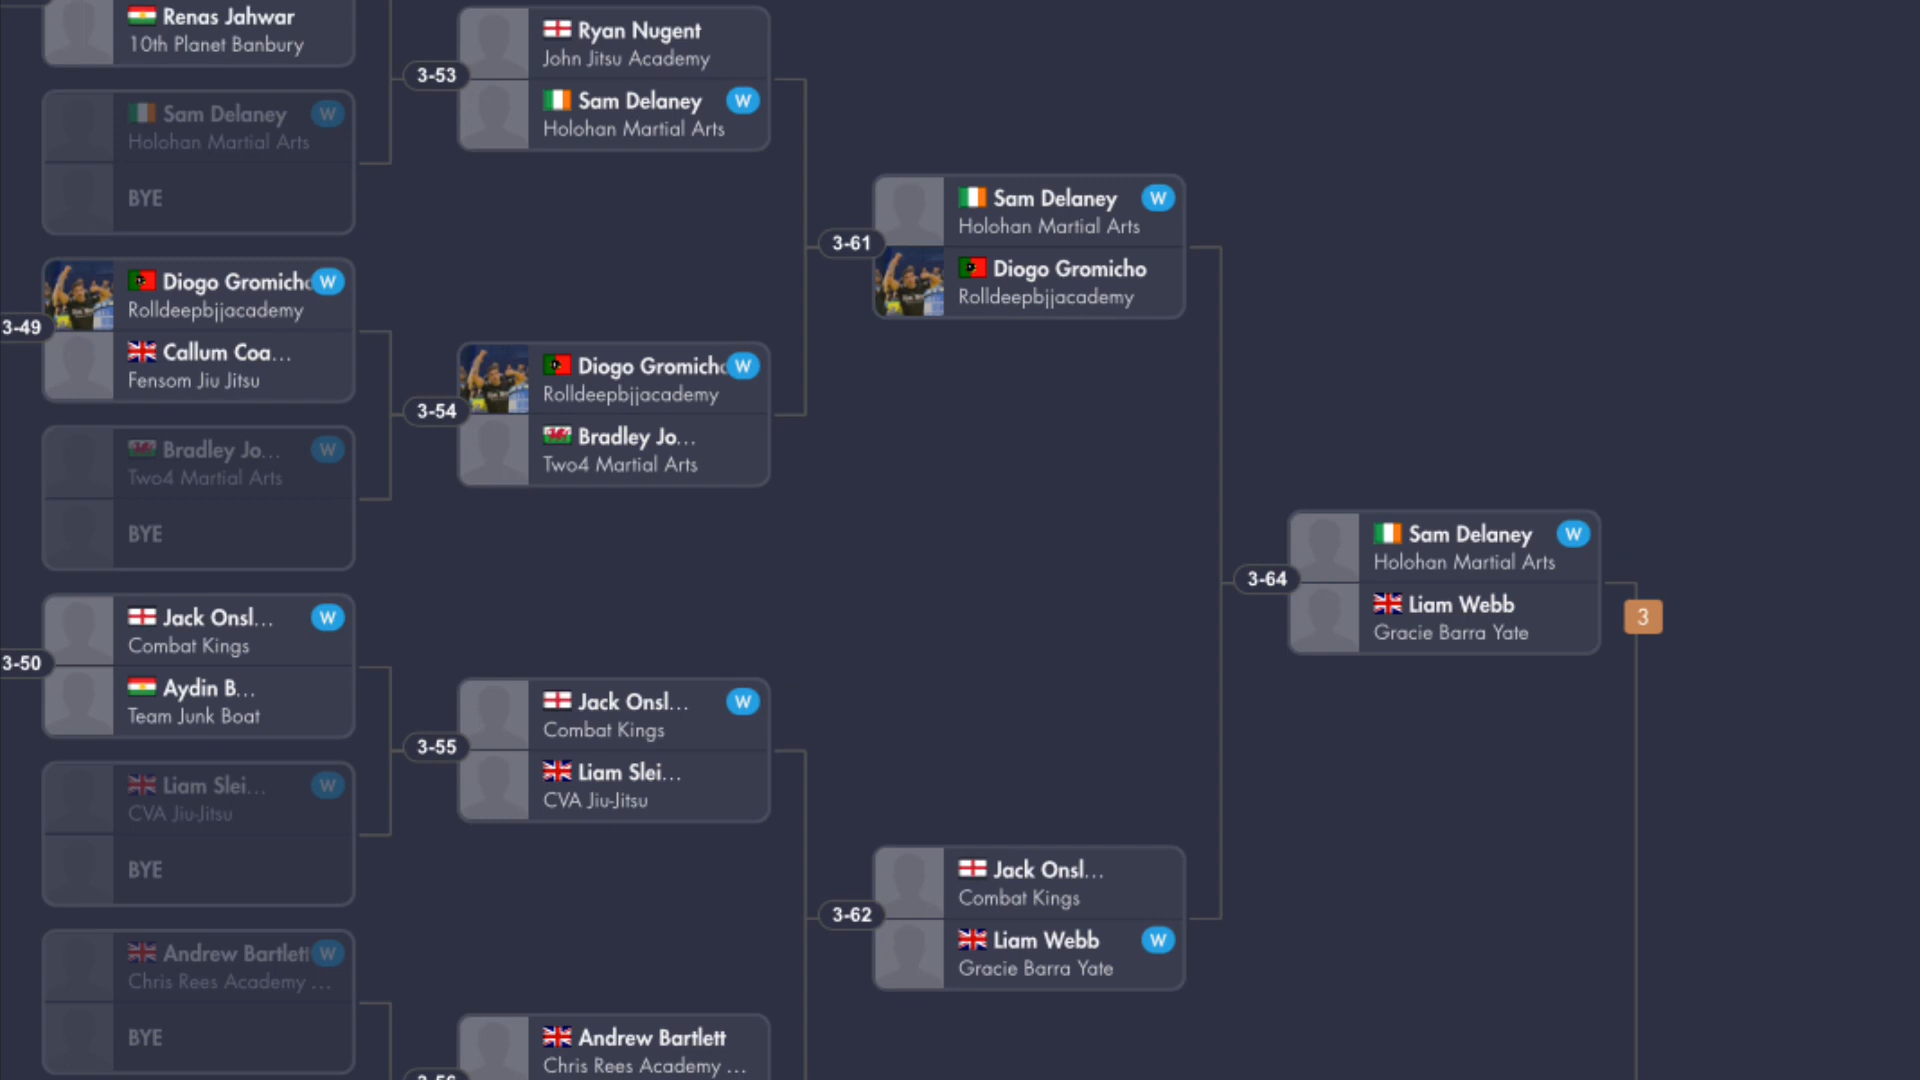 Renas Jahwar
10th Planet Banbury
Sam Delaney W
Holohan Martial Arts
BYE
3-49
Diogo Gromicho W
Rolldeepbjjacademy
Callum Coa...
Fensom Jiu Jitsu
Bradley Jo... W
Two4 Martial Arts
BYE
3-50
Jack Onsl... W
Combat Kings
Aydin B...
Team Junk Boat
Liam Slei... W
CVA Jiu-Jitsu
BYE
Andrew Bartlett W
Chris Rees Academy ...
BYE
3-53
Ryan Nugent
John Jitsu Academy
Sam Delaney W
Holohan Martial Arts
3-54
Diogo Gromicho W
Rolldeepbjjacademy
Bradley Jo...
Two4 Martial Arts
3-55
Jack Onsl... W
Combat Kings
Liam Slei...
CVA Jiu-Jitsu
Andrew Bartlett
Chris Rees Academy ...
3-61
Sam Delaney W
Holohan Martial Arts
Diogo Gromicho
Rolldeepbjjacademy
3-62
Jack Onsl...
Combat Kings
Liam Webb W
Gracie Barra Yate
3-64
Sam Delaney W
Holohan Martial Arts
Liam Webb
Gracie Barra Yate
3